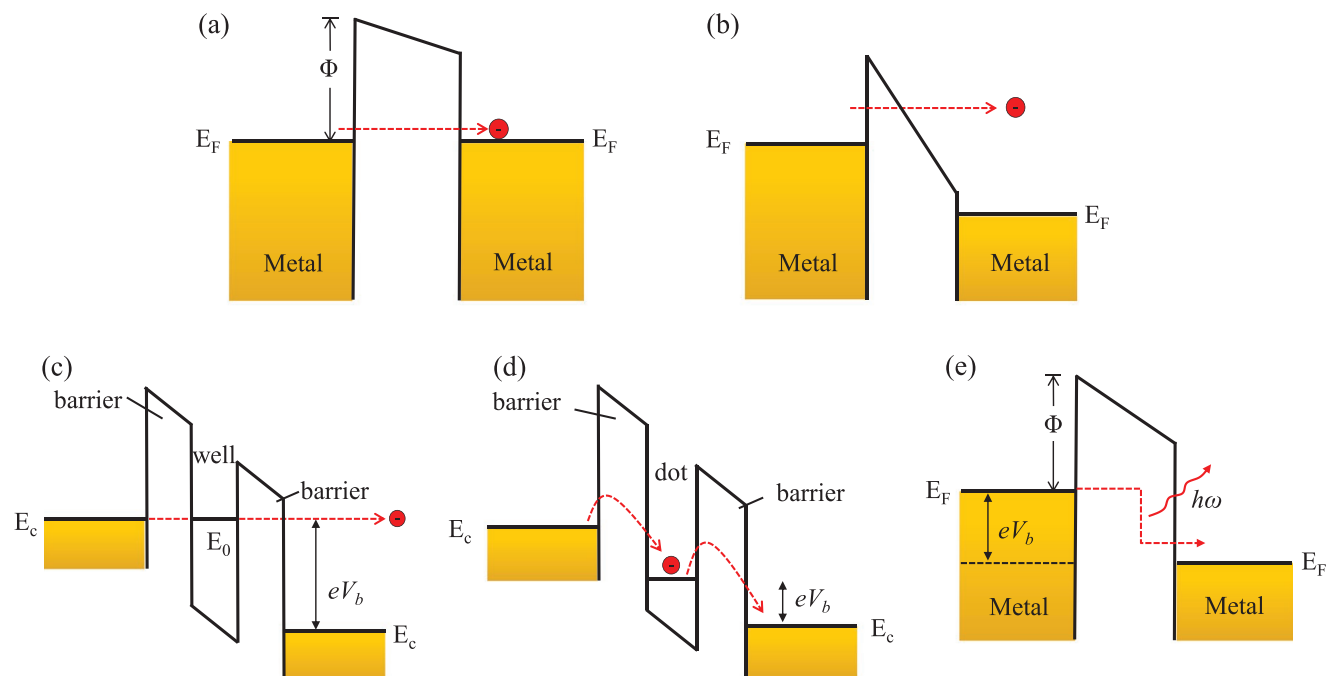 (a)
Φ
E_F
E_F
Metal
Metal
(b)
E_F
E_F
Metal
Metal
(c)
barrier
well
barrier
E_c
E_0
eV_b
E_c
(d)
barrier
dot
barrier
E_c
-
eV_b
E_c
(e)
Φ
E_F
ħω
eV_b
E_F
Metal
Metal